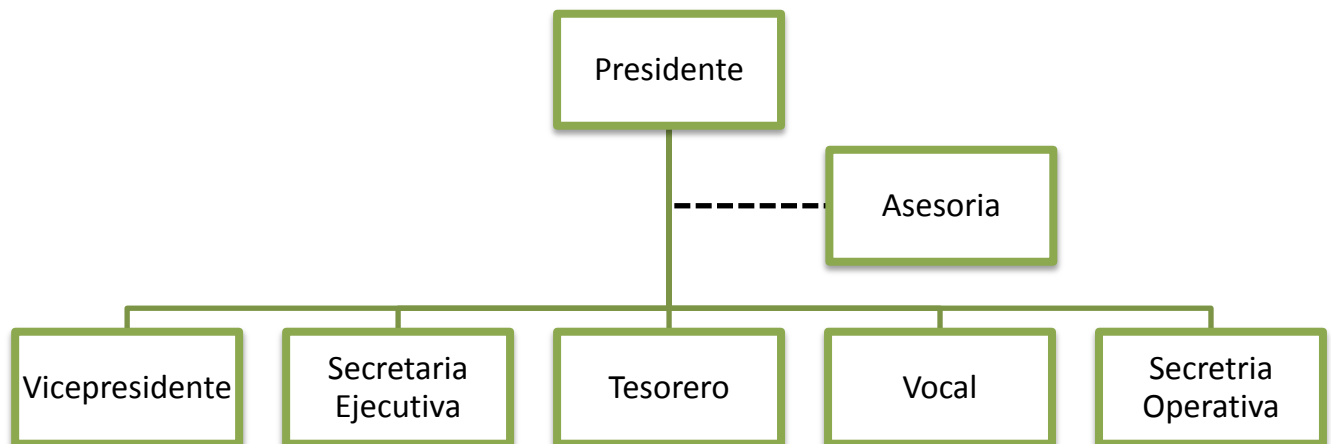 Presidente
Asesoria
Vicepresidente
Secretaria
Ejecutiva
Tesorero
Vocal
Secretria
Operativa